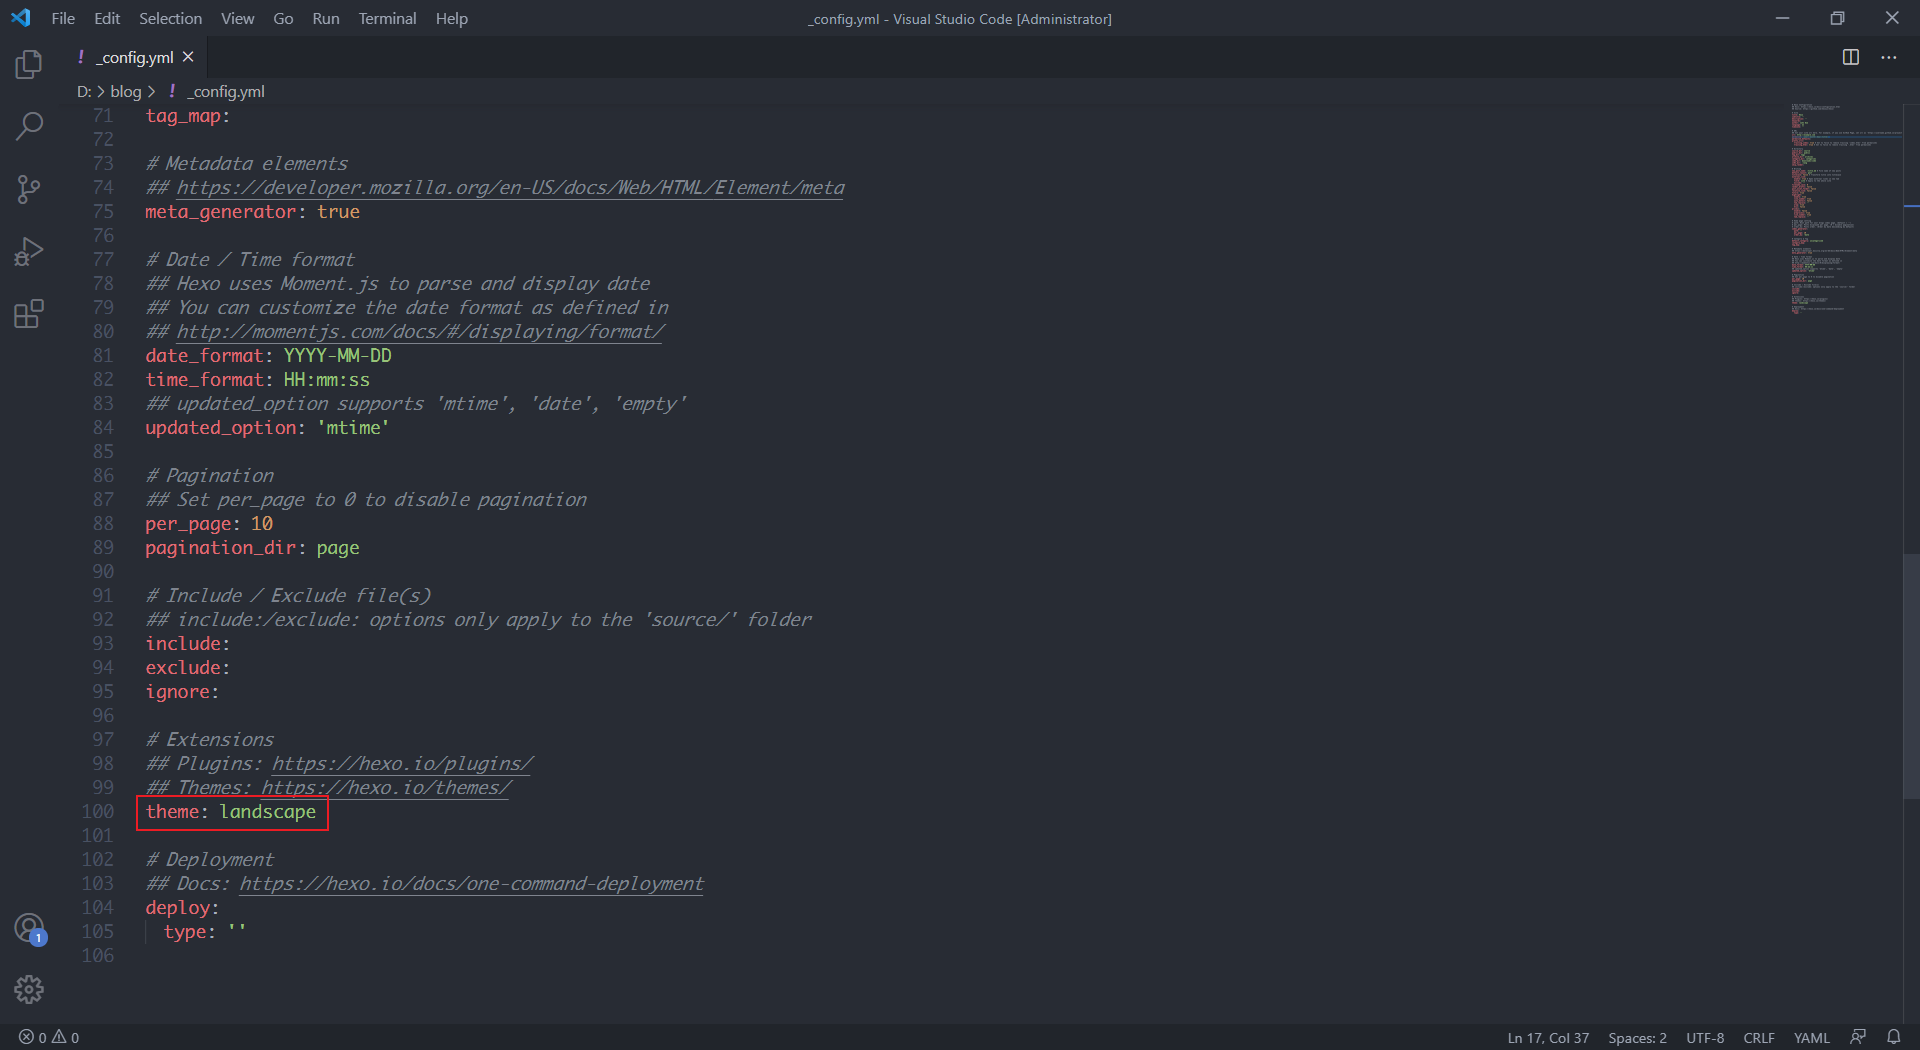 File Edit Selection View Go Run Terminal Help
_config.yml - Visual Studio Code [Administrator]
! _config.yml
D: > blog > ! _config.yml
71 tag_map:
72
73 # Metadata elements
74 ## https://developer.mozilla.org/en-US/docs/Web/HTML/Element/meta
75 meta_generator: true
76
77 # Date / Time format
78 ## Hexo uses Moment.js to parse and display date
79 ## You can customize the date format as defined in
80 ## http://momentjs.com/docs/#/displaying/format/
81 date_format: YYYY-MM-DD
82 time_format: HH:mm:ss
83 ## updated_option supports 'mtime', 'date', 'empty'
84 updated_option: 'mtime'
85
86 # Pagination
87 ## Set per_page to 0 to disable pagination
88 per_page: 10
89 pagination_dir: page
90
91 # Include / Exclude file(s)
92 ## include:/exclude: options only apply to the 'source/' folder
93 include:
94 exclude:
95 ignore:
96
97 # Extensions
98 ## Plugins: https://hexo.io/plugins/
99 ## Themes: https://hexo.io/themes/
100 theme: landscape
101
102 # Deployment
103 ## Docs: https://hexo.io/docs/one-command-deployment
104 deploy:
105 type: ''
106
1
0 0
Ln 17, Col 37 Spaces: 2 UTF-8 CRLF YAML